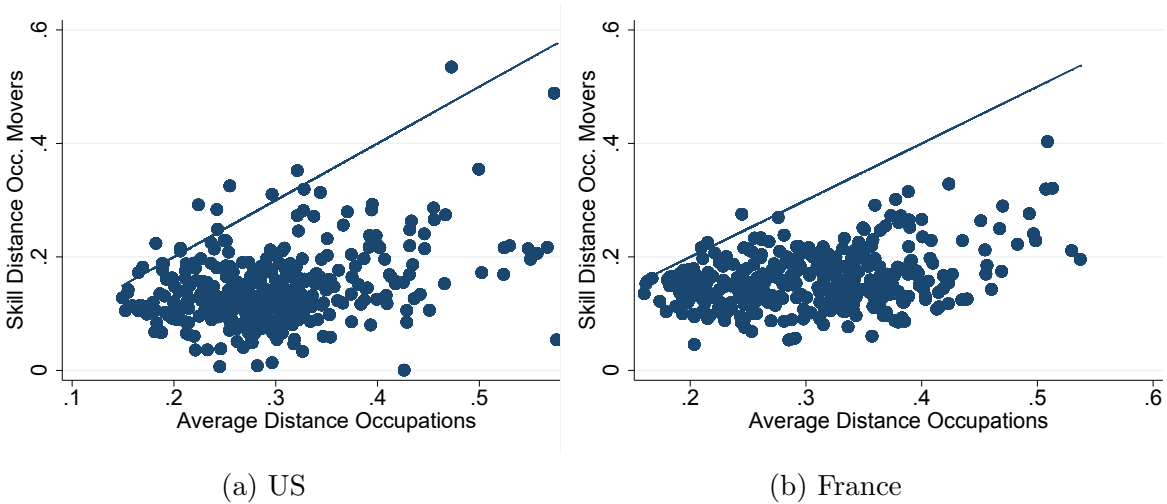 Skill Distance Occ. Movers
.6
.4
.2
0
.1 .2 .3 .4 .5
Average Distance Occupations
(a) US
Skill Distance Occ. Movers
.6
.4
.2
0
.2 .3 .4 .5 .6
Average Distance Occupations
(b) France